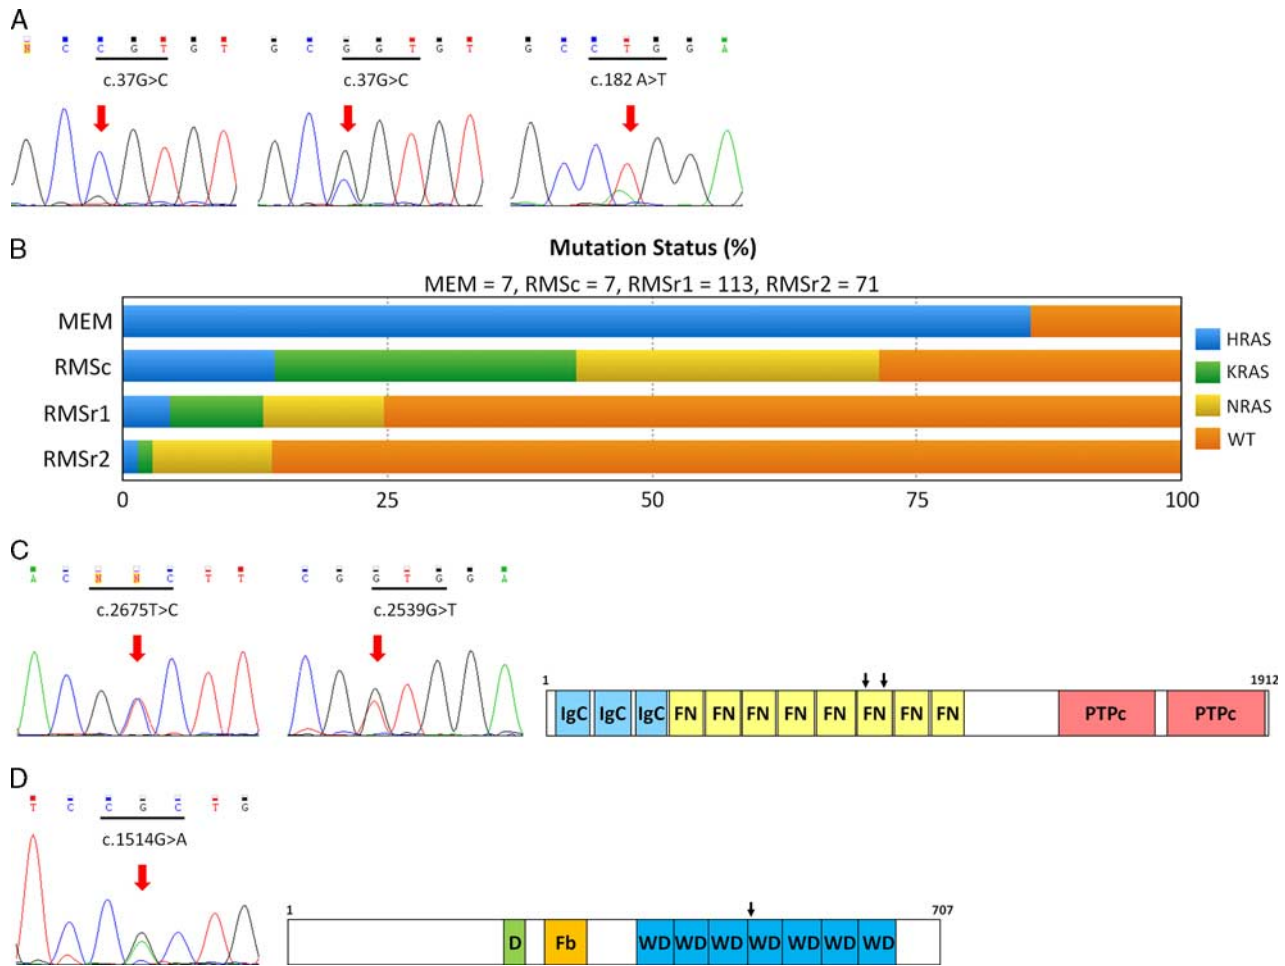 A
N C C G T G T
G C G G T G T
G C C T G G A
c.37G>C
c.37G>C
c.182 A>T
B
Mutation Status (%)
MEM = 7, RMSc = 7, RMSr1 = 113, RMSr2 = 71
MEM
RMSc
RMSr1
RMSr2
HRAS
KRAS
NRAS
WT
0 25 50 75 100
C
A C N N C T T
C G G T G G A
c.2675T>C
c.2539G>T
1 1912
IgC IgC IgC FN FN FN FN FN FN FN FN PTPc PTPc
D
T C C G C T G
c.1514G>A
1 707
D Fb WD WD WD WD WD WD WD